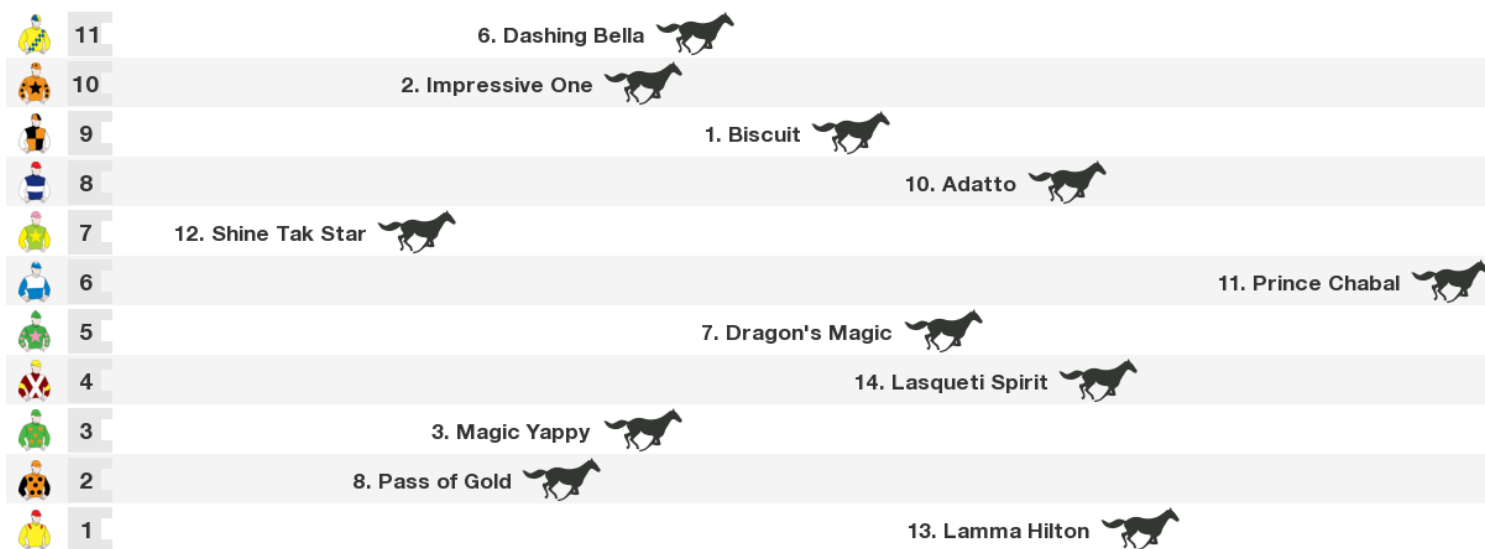 11 6. Dashing Bella
10 2. Impressive One
9 1. Biscuit
8 10. Adatto
7 12. Shine Tak Star
6 11. Prince Chabal
5 7. Dragon's Magic
4 14. Lasqueti Spirit
3 3. Magic Yappy
2 8. Pass of Gold
1 13. Lamma Hilton